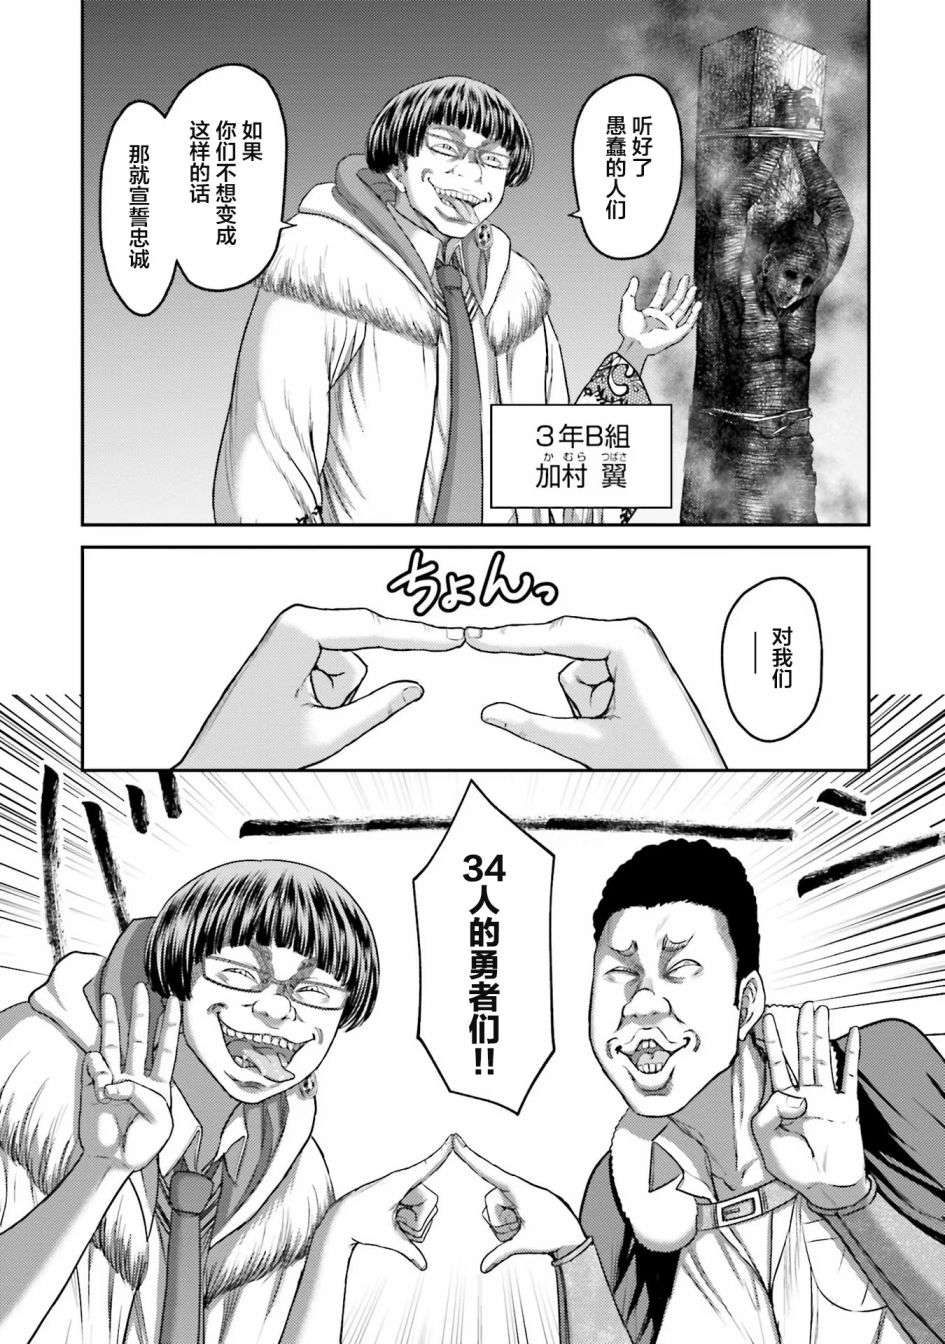 听好了
愚蠢的人们
如果
你们不想变成
这样的话
那就宣誓忠诚
3年B組
かむら つばさ
加村 翼
ちょんっ
对我们
——
34人的勇者们!!